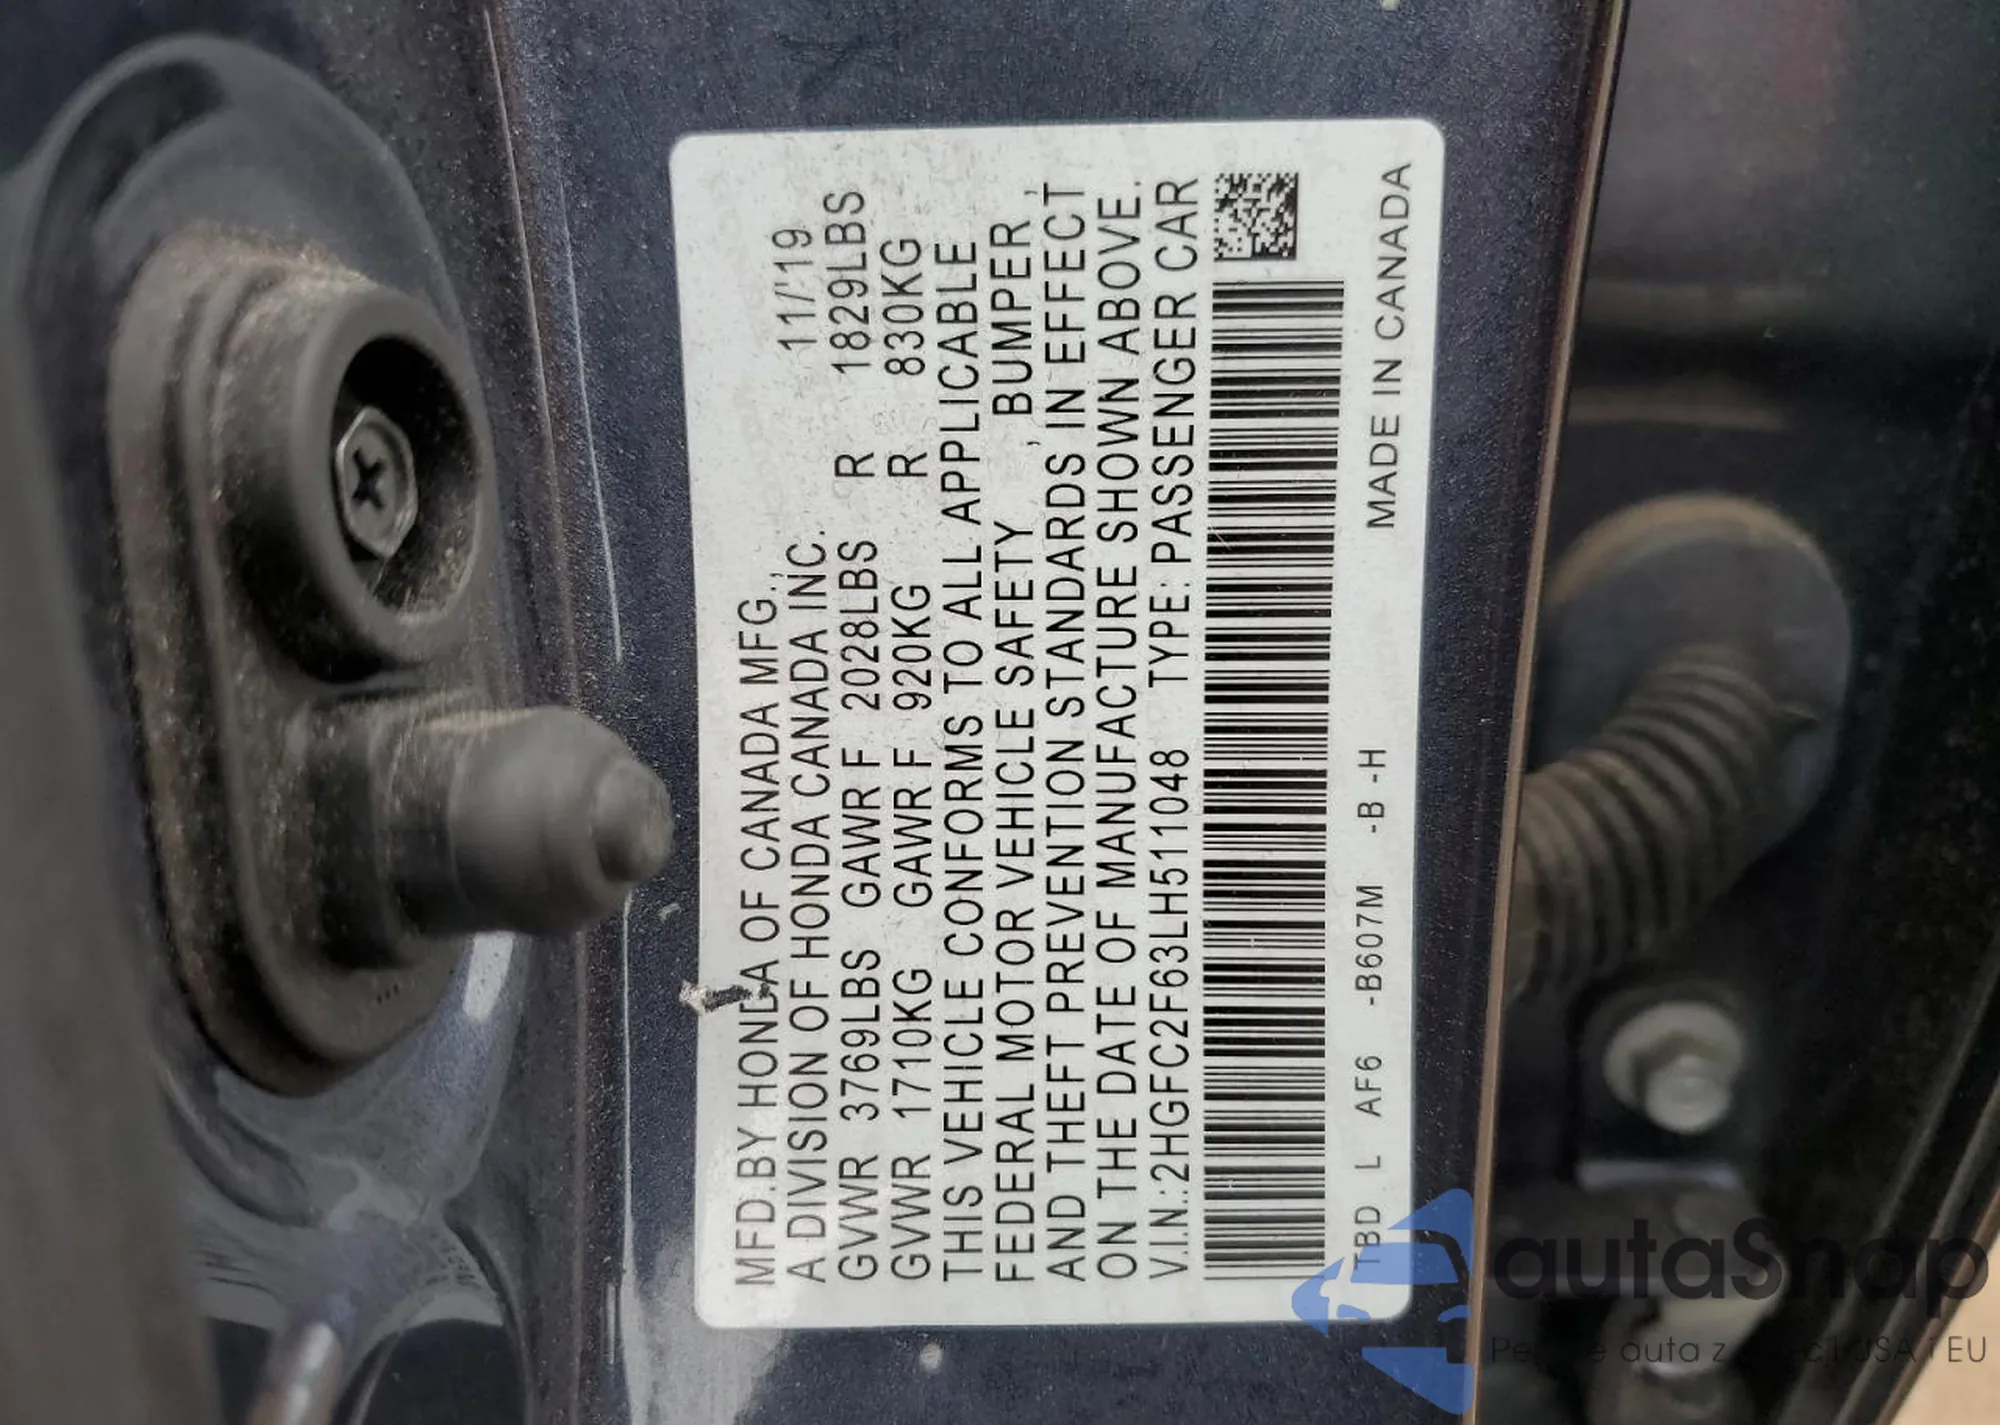 MFD.BY HONDA OF CANADA MFG.,
A DIVISION OF HONDA CANADA INC. 11/'19
GVWR 3769LBS GAWR F 2028LBS R 1829LBS
GVWR 1710KG GAWR F 920KG R 830KG
THIS VEHICLE CONFORMS TO ALL APPLICABLE
FEDERAL MOTOR VEHICLE SAFETY , BUMPER ,
AND THEFT PREVENTION STANDARDS IN EFFECT
ON THE DATE OF MANUFACTURE SHOWN ABOVE.
V.I.N.:2HGFC2F63LH511048 TYPE:PASSENGER CAR
TBD L AF6 -B607M -B -H MADE IN CANADA
autaSnap
auta z USA i EU